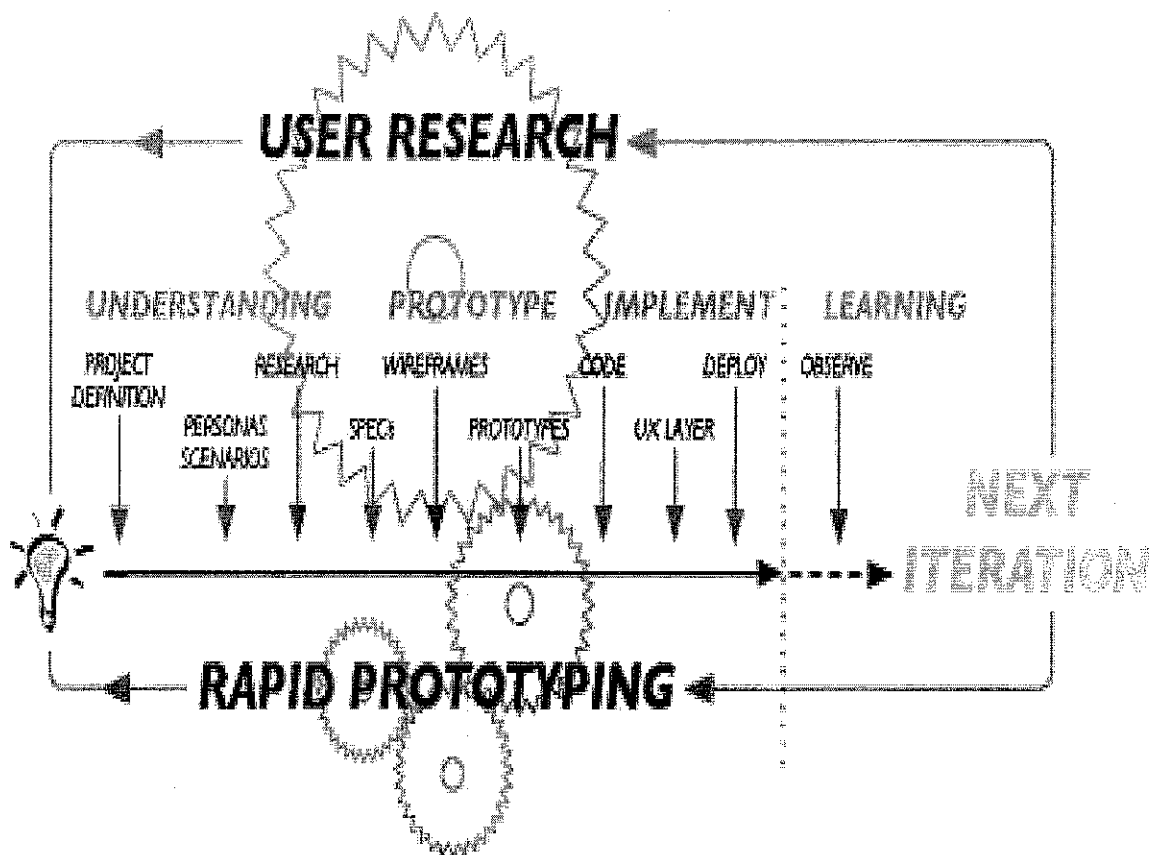 USER RESEARCH
UNDERSTANDING PROTOTYPE IMPLEMENT LEARNING
PROJECT DEFINITION
RESEARCH
WIREFRAMES
CODE
DEPLOY
OBSERVE
PERSONAS
SCENARIOS
SPECS
PROTOTYPES
UX LAYER
NEXT
ITERATION
RAPID PROTOTYPING